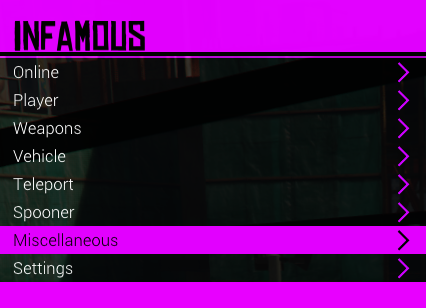 INFAMOUS
Online
Player
Weapons
Vehicle
Teleport
Spooner
Miscellaneous
Settings